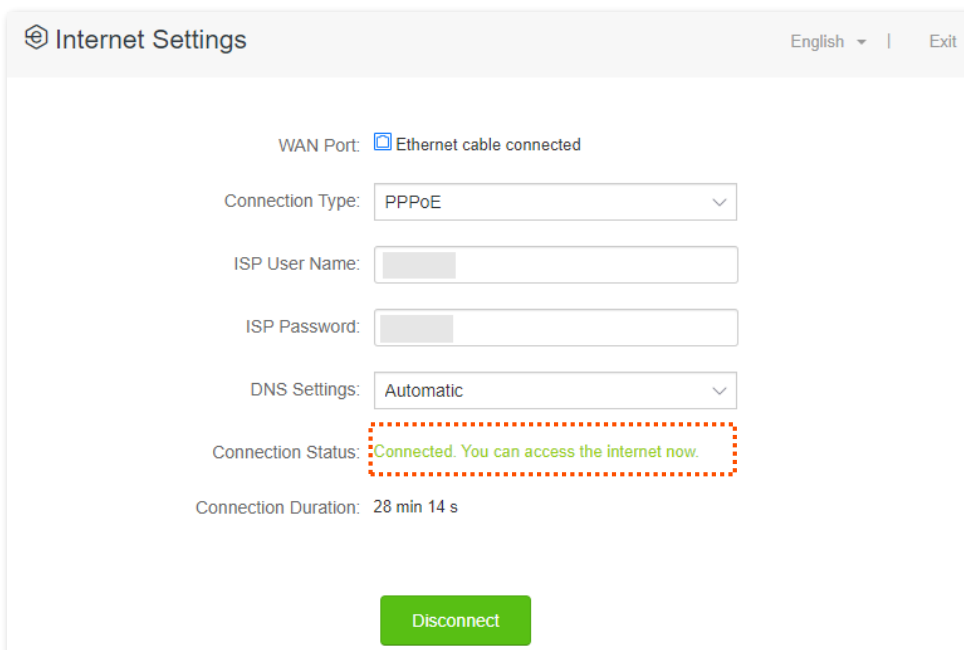 Internet Settings
English | Exit
WAN Port: Ethernet cable connected
Connection Type: PPPoE
ISP User Name:
ISP Password:
DNS Settings: Automatic
Connection Status: Connected. You can access the internet now.
Connection Duration: 28 min 14 s
Disconnect